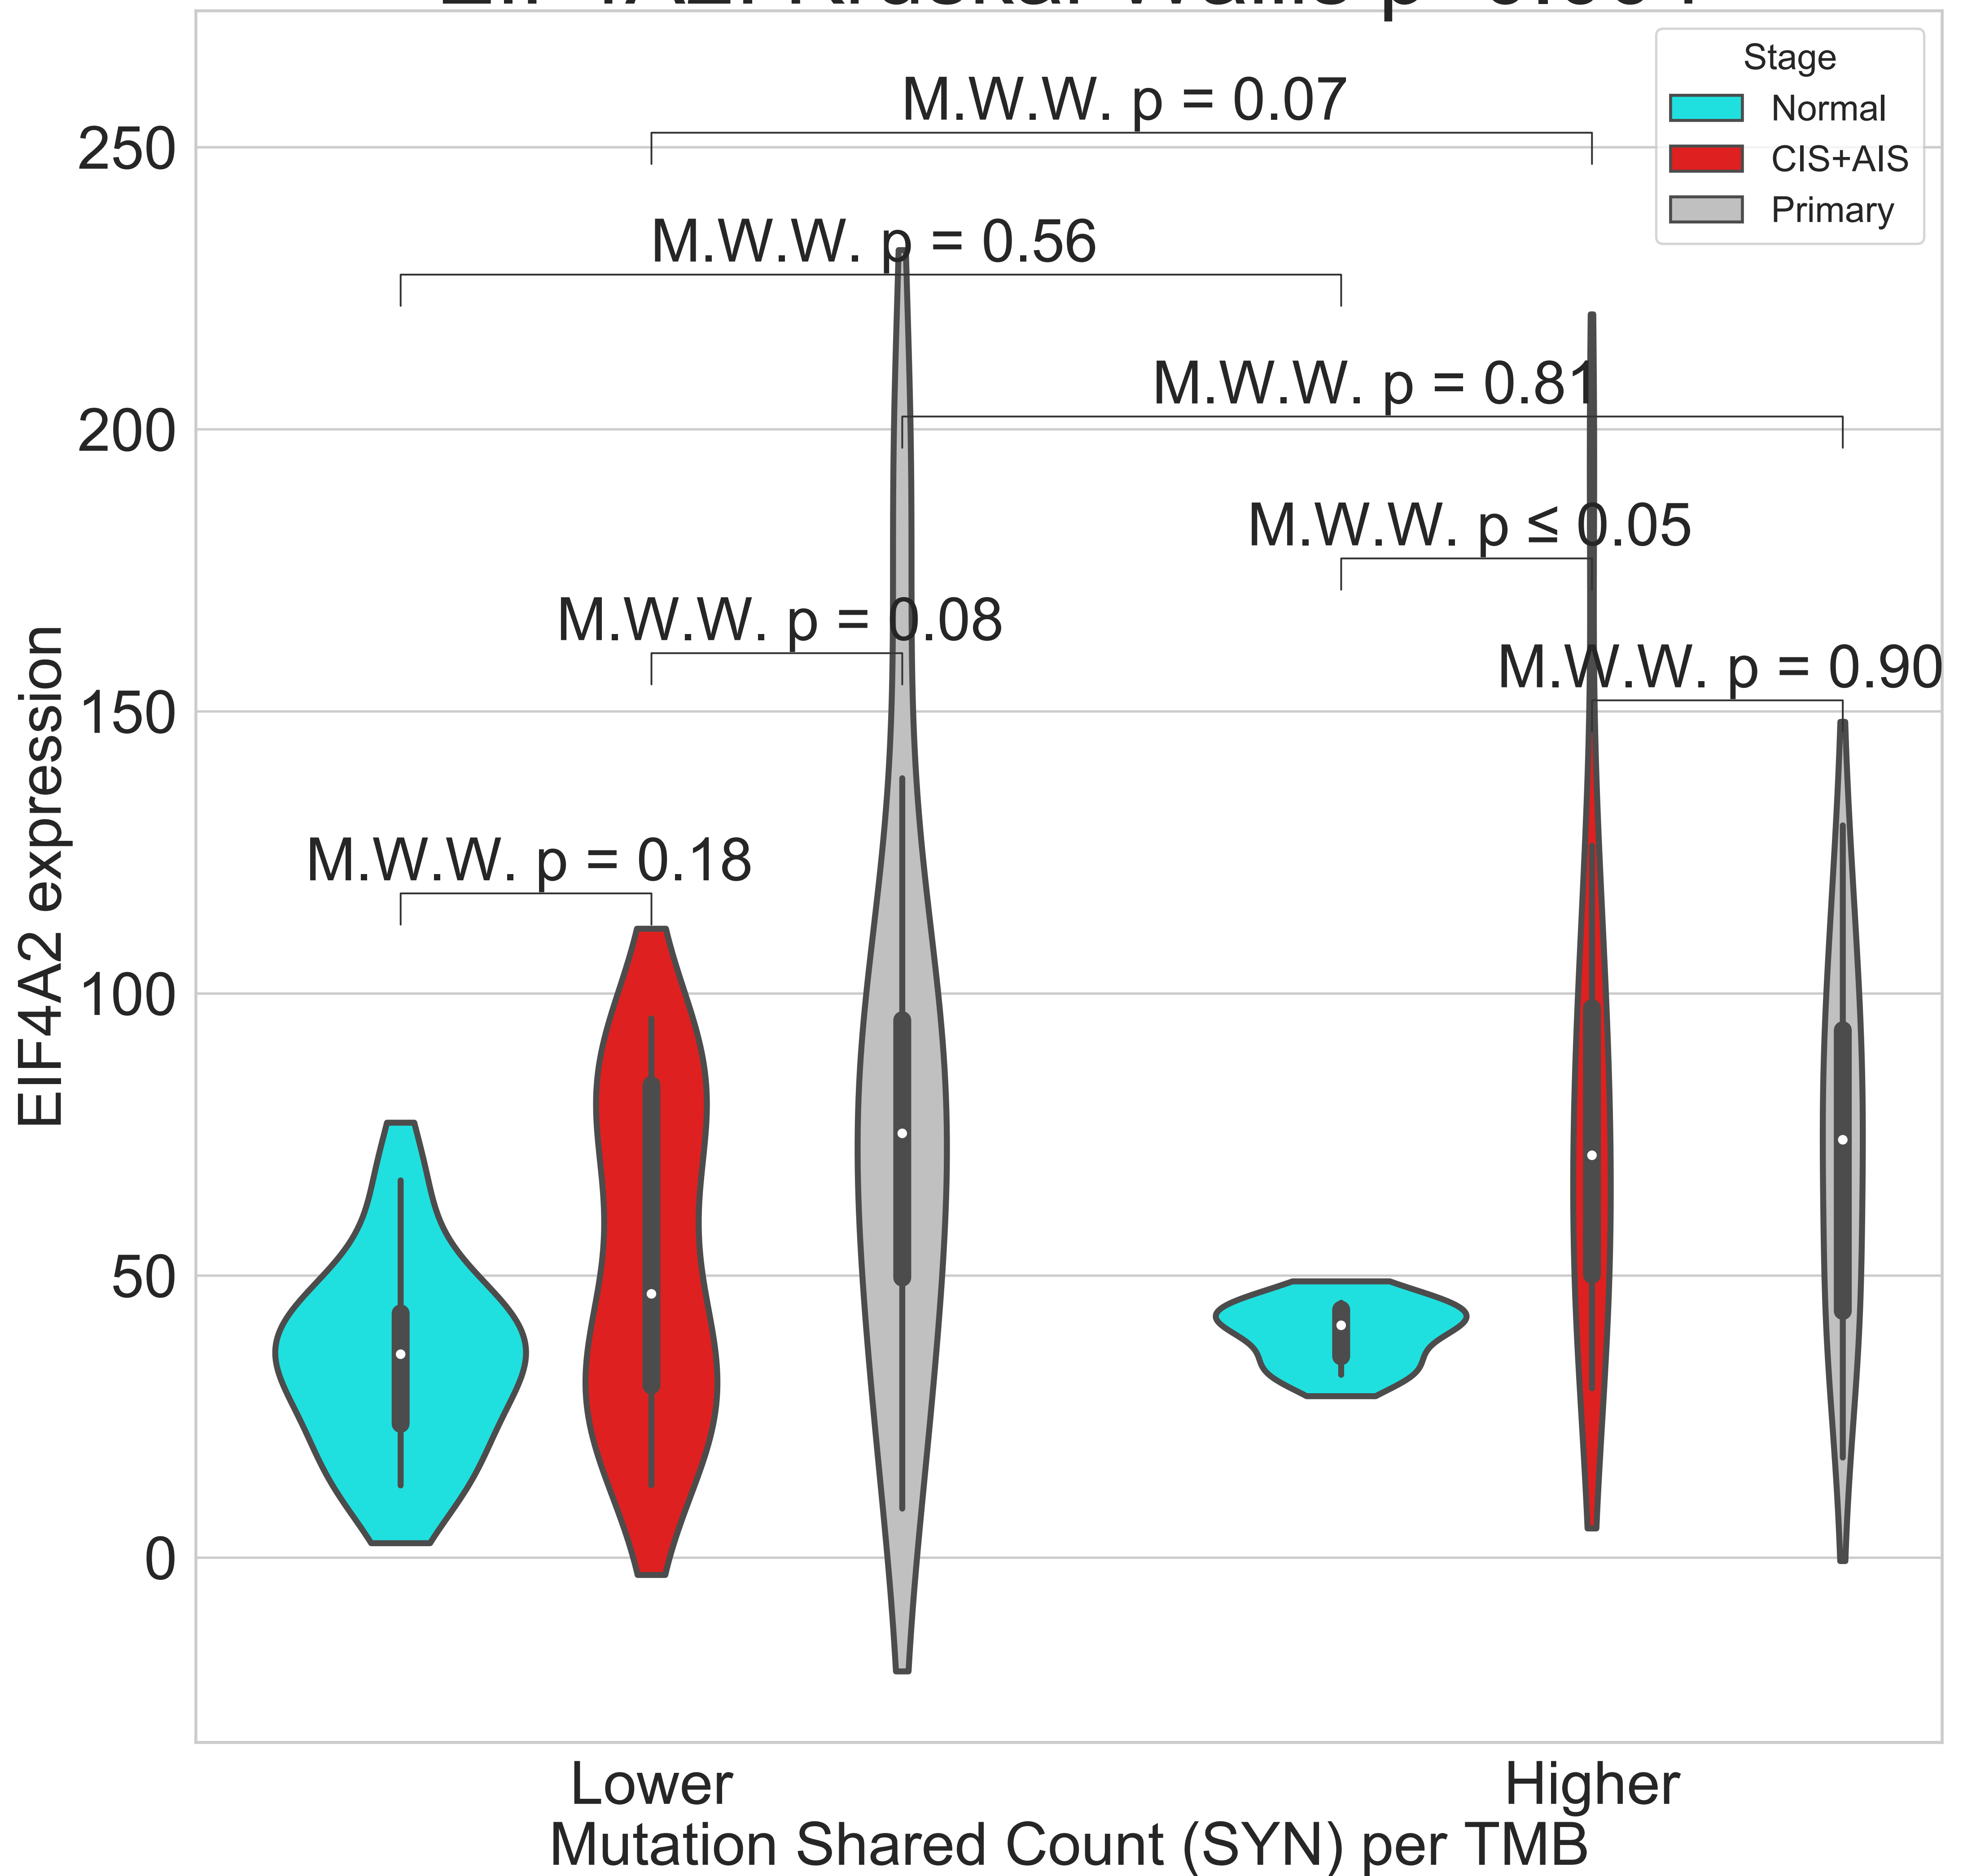 Stage
Normal
CIS+AIS
Primary
M.W.W. p = 0.07
M.W.W. p = 0.56
M.W.W. p = 0.81
M.W.W. p ≤ 0.05
M.W.W. p = 0.08
M.W.W. p = 0.90
M.W.W. p = 0.18
250
200
150
100
50
0
EIF4A2 expression
Lower
Higher
Mutation Shared Count (SYN) per TMB